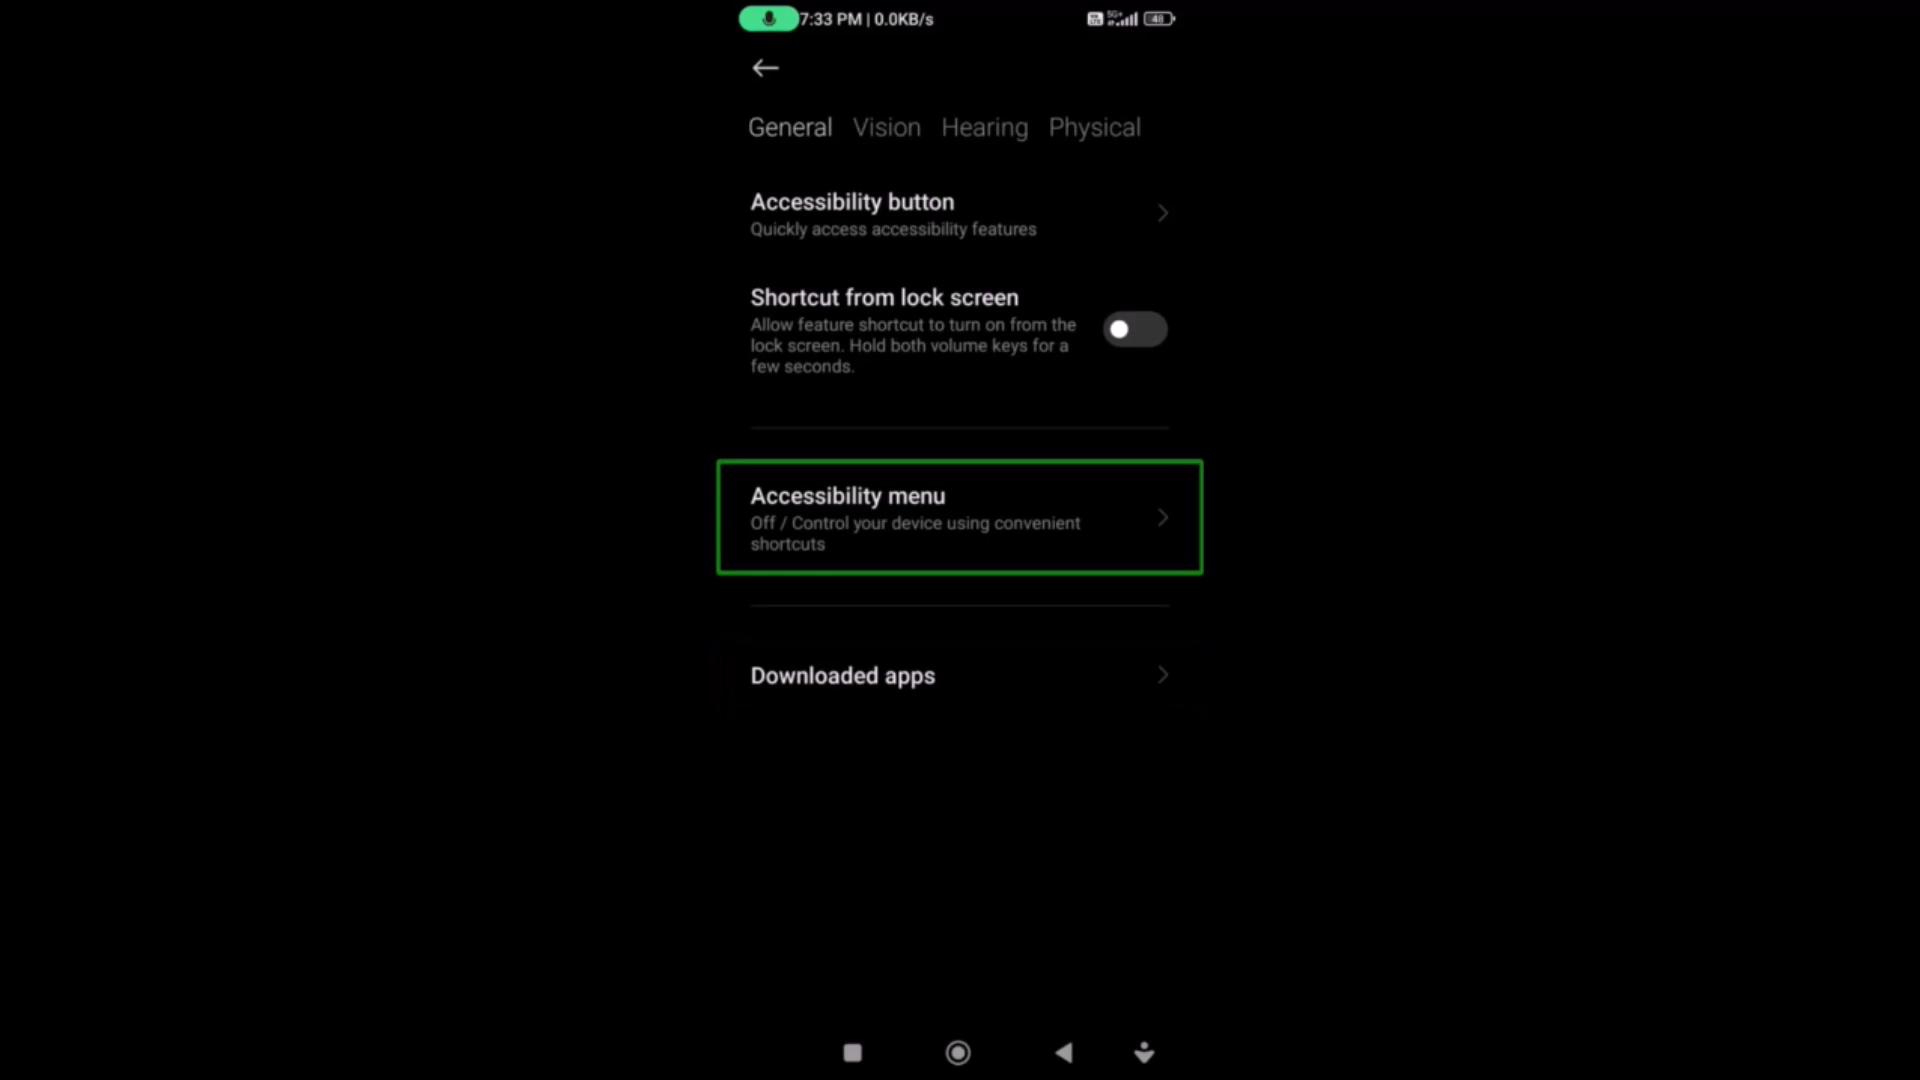 7:33 PM | 0.0KB/s 5G+ 48
General Vision Hearing Physical
Accessibility button
Quickly access accessibility features
Shortcut from lock screen
Allow feature shortcut to turn on from the
lock screen. Hold both volume keys for a
few seconds.
Accessibility menu
Off / Control your device using convenient
shortcuts
Downloaded apps